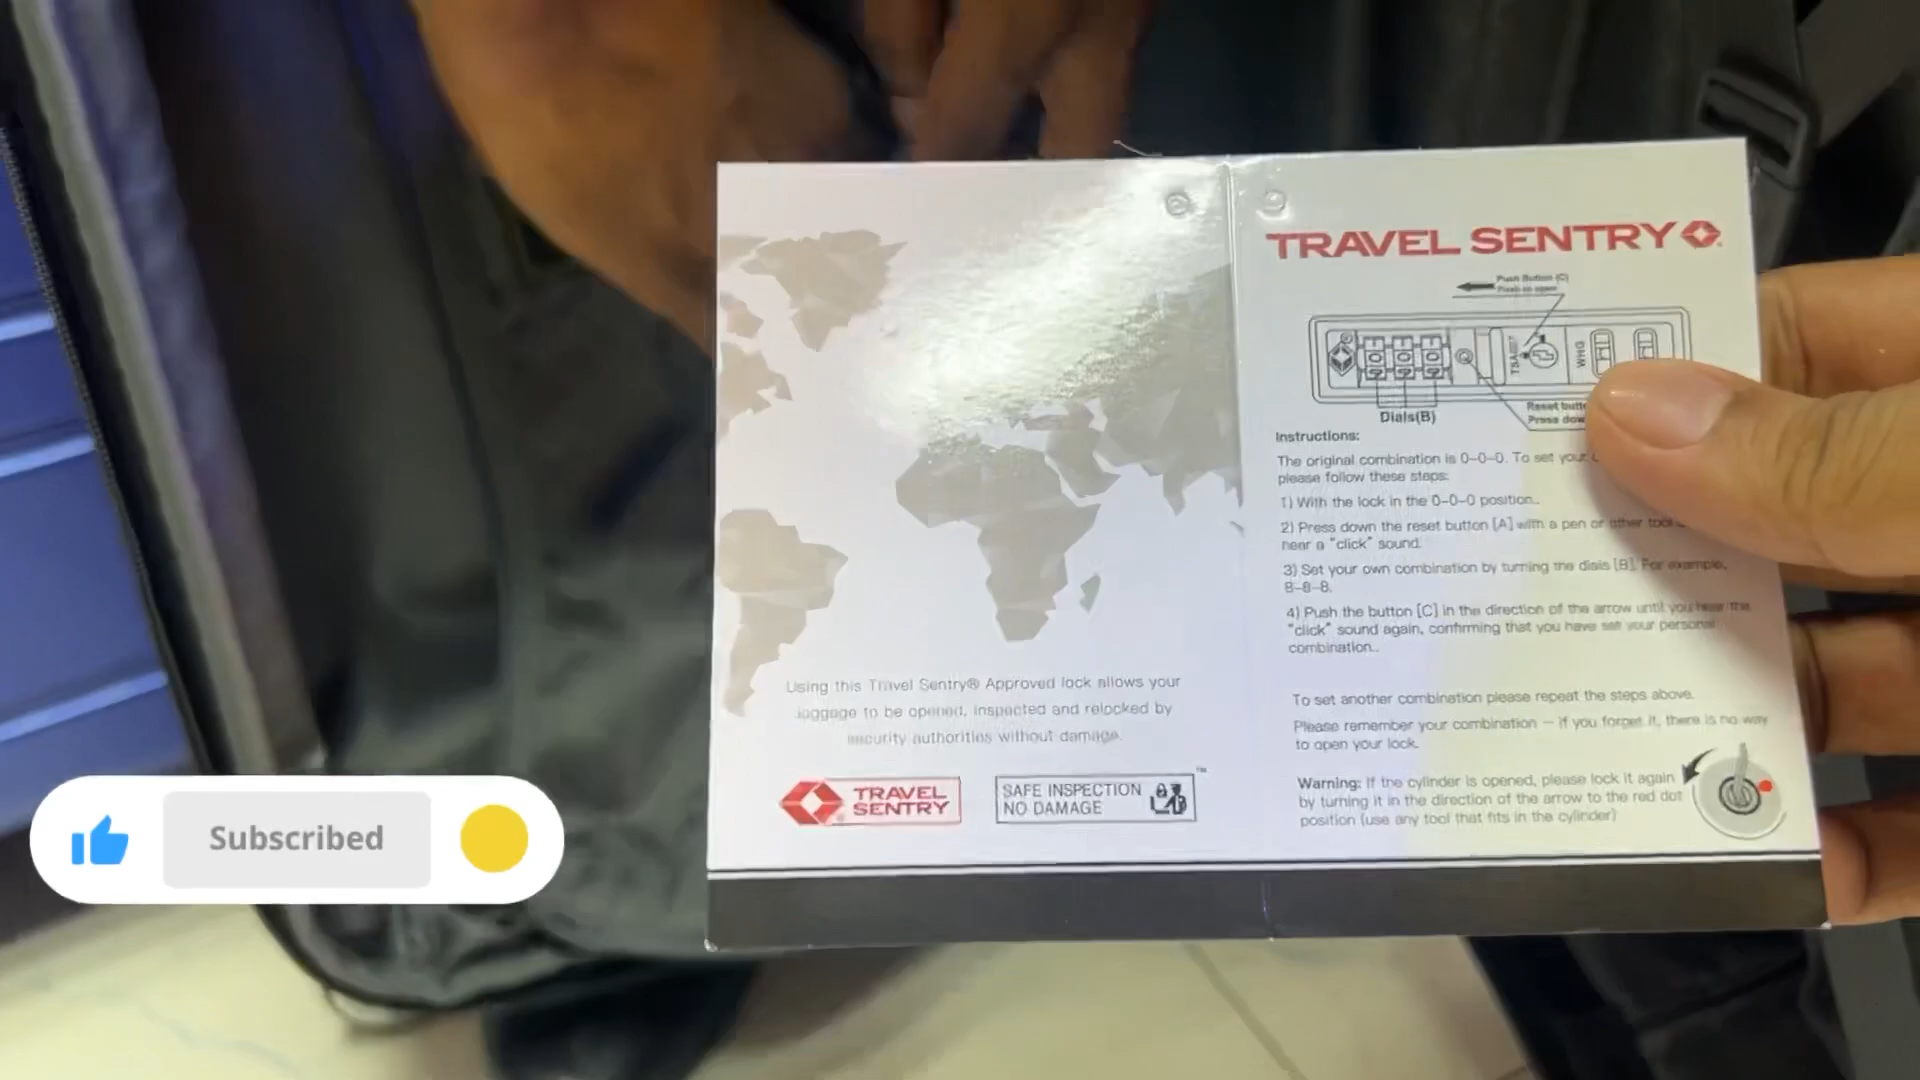 TRAVEL SENTRY
Push Button (C)
Push to open
TSA007
WHG
Dials(B)
Reset
Press
Instructions:
The original combination is 0-0-0. To set your
please follow these steps:
1) With the lock in the 0-0-0 position..
2) Press down the reset button [A] with a pen or other tool
hear a "click" sound.
3) Set your own combination by turning the dials [B]. For example,
8-8-8.
4) Push the button [C] in the direction of the arrow until you hear the
"click" sound again, confirming that you have set your personal
combination..
To set another combination please repeat the steps above.
Please remember your combination – if you forget it, there is no way
to open your lock.
Warning: If the cylinder is opened, please lock it again
by turning it in the direction of the arrow to the red dot
position (use any tool that fits in the cylinder)
Using this Travel Sentry® Approved lock allows your
luggage to be opened, inspected and relocked by
security authorities without damage.
TRAVEL
SENTRY
SAFE INSPECTION
NO DAMAGE
™
Subscribed